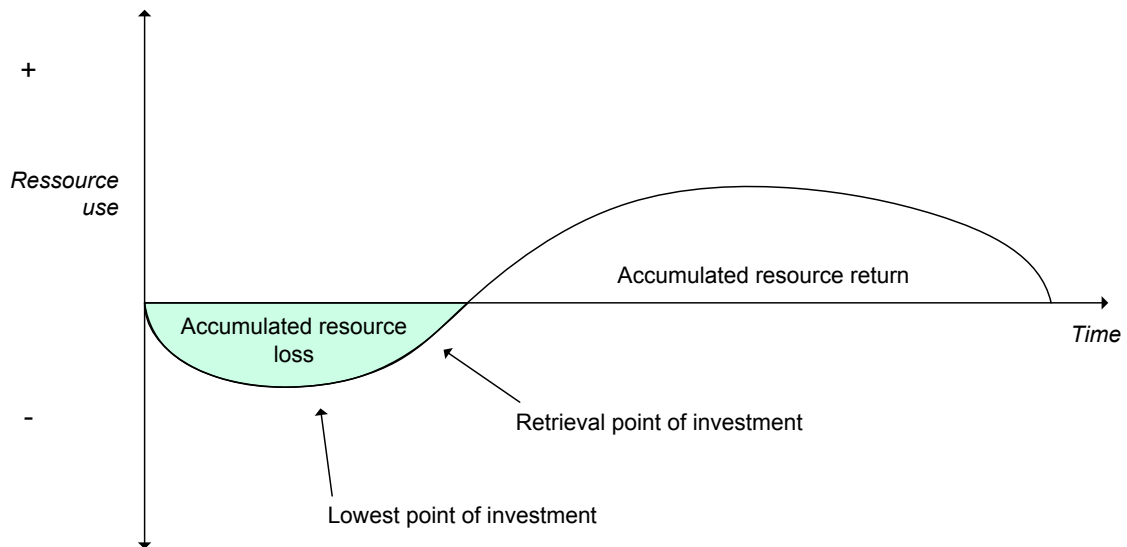 +
Ressource
use
Accumulated resource return
Accumulated resource
loss
Time
-
Retrieval point of investment
Lowest point of investment